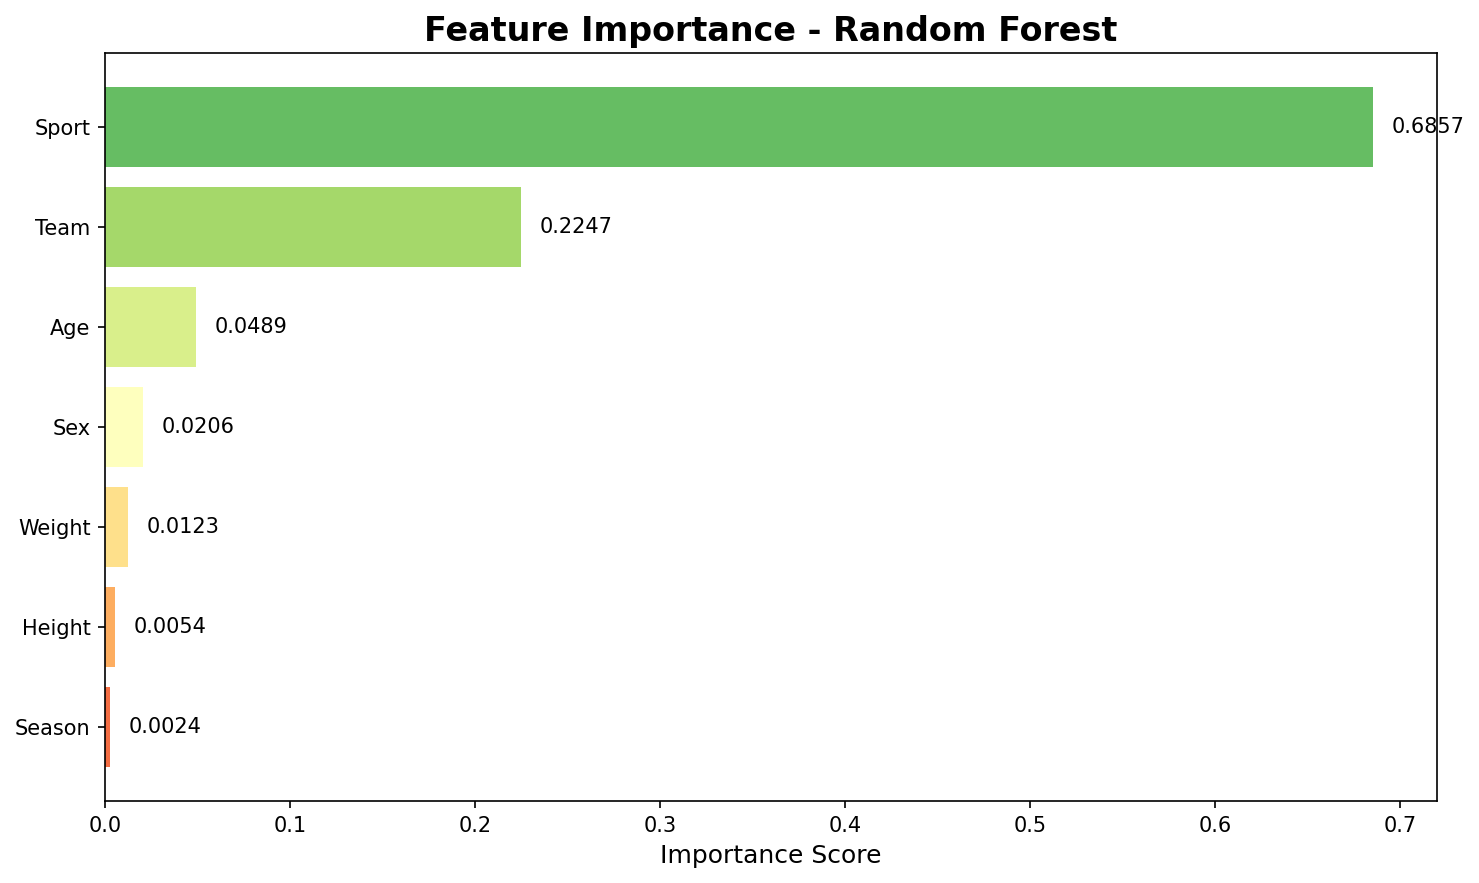 Feature Importance - Random Forest
Sport
0.6857
Team
0.2247
Age
0.0489
Sex
0.0206
Weight
0.0123
Height
0.0054
Season
0.0024
0.0 0.1 0.2 0.3 0.4 0.5 0.6 0.7
Importance Score